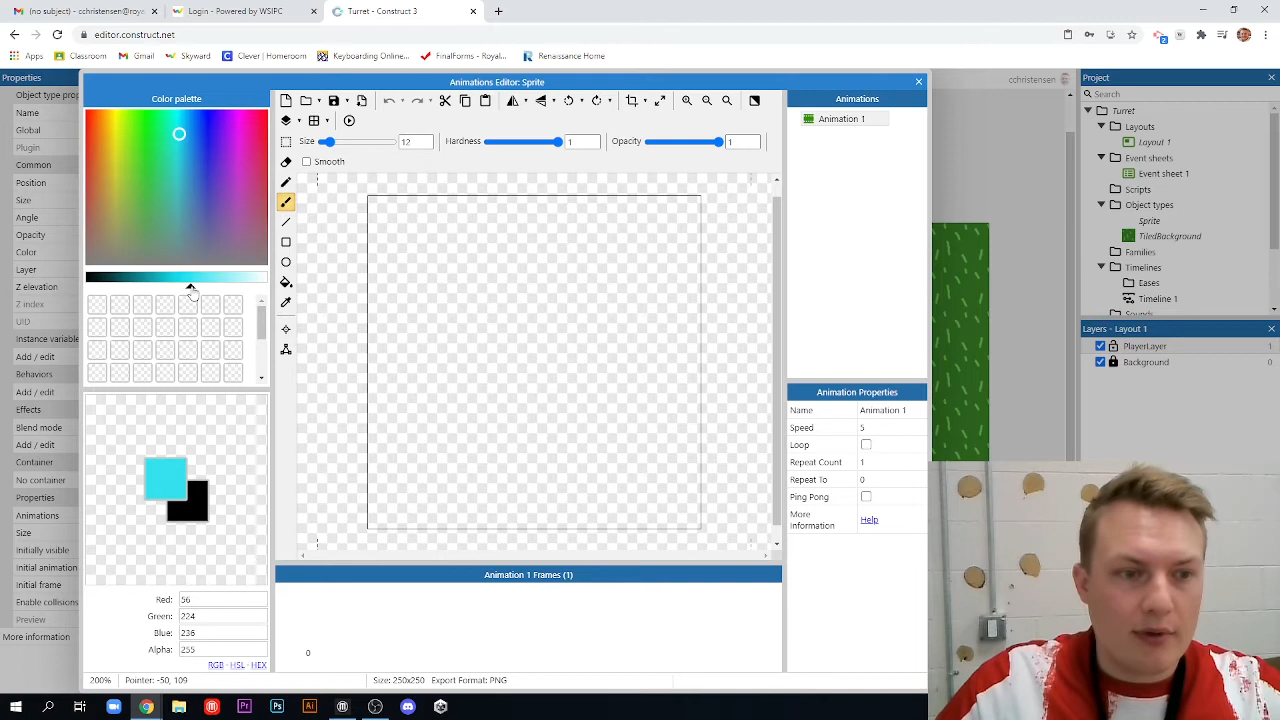 (no subject) - cchristensen@roy
Login - Powered by WSIPC
Turret - Construct 3
editor.construct.net
Apps
Classroom
Gmail
Skyward
Clever | Homeroom
Keyboarding Online...
FinalForms - Royal...
Renaissance Home
Properties
Animations Editor: Sprite
cchristensen
Project
Object type prop
Name
Global
Position
Size
Angle
Opacity
Color
Layer
Z elevation
Z index
UID
Instance variable
Add / edit
Behaviors
Add / edit
Effects
Blend mode
Add / edit
Container
No container
Properties
Animations
Size
Initially visible
Initial animation
Initial frame
Enable collisions
Preview
More information
Color palette
Size
12
Hardness
1
Opacity
1
Smooth
Red:
56
Green:
224
Blue:
236
Alpha:
255
RGB - HSL - HEX
Animation 1 Frames (1)
0
200%
Pointer: -50, 109
Size: 250x250
Export Format: PNG
Animations
Animation 1
Animation Properties
Name
Animation 1
Speed
5
Loop
Repeat Count
1
Repeat To
0
Ping Pong
More
Information
Help
Search
Turret
Layouts
Layout 1
Event sheets
Event sheet 1
Scripts
Object types
Sprite
TiledBackground
Families
Timelines
Eases
Timeline 1
Sounds
Layers - Layout 1
PlayerLayer
1
Background
0